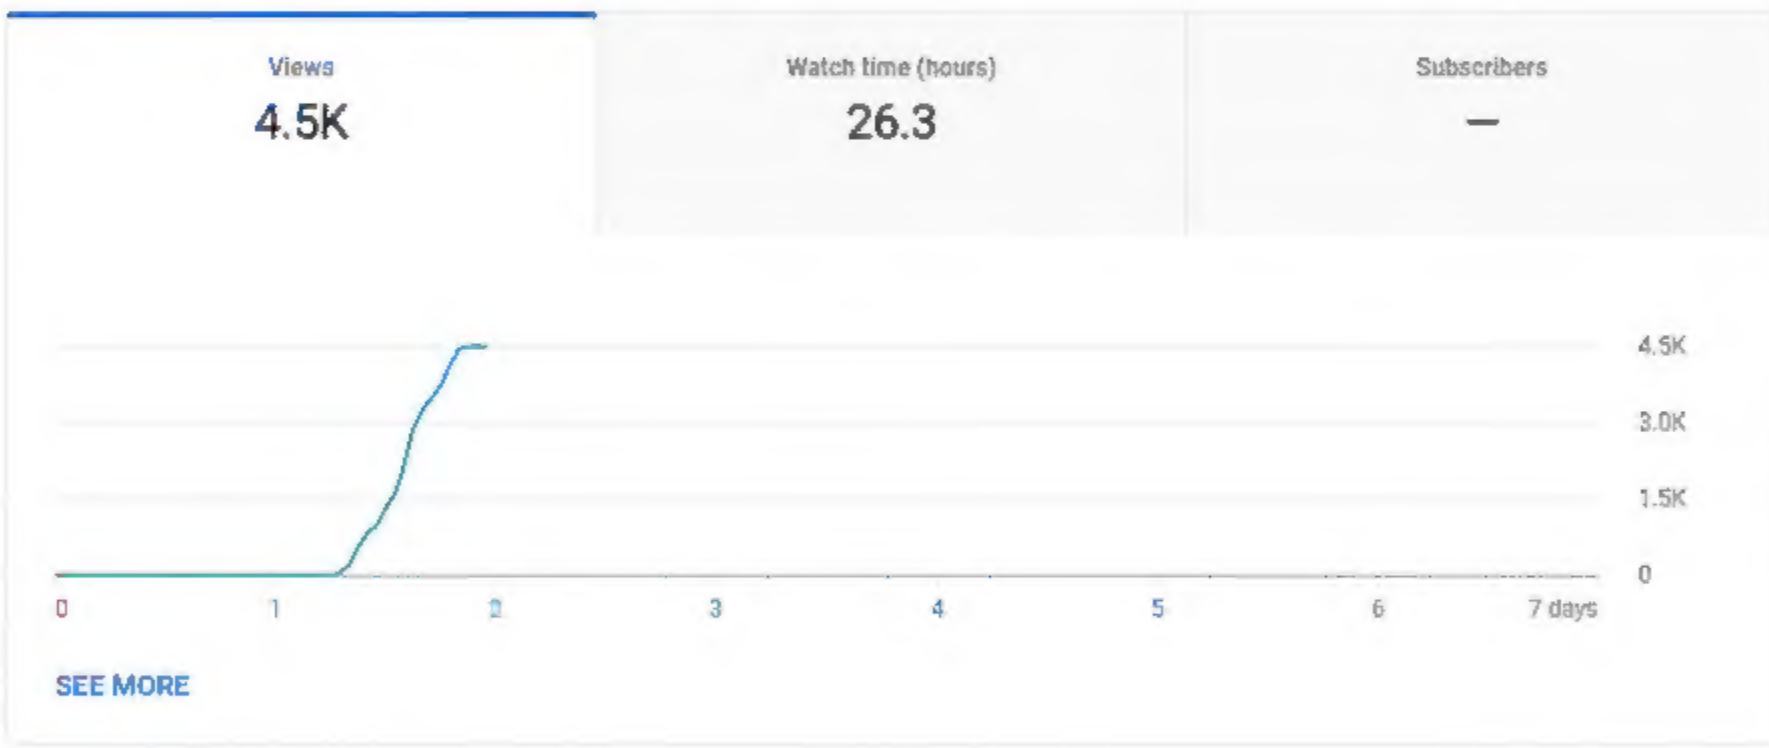 Views
4.5K
Watch time (hours)
26.3
Subscribers
—
4.5K
3.0K
1.5K
0
0 1 2 3 4 5 6 7 days
SEE MORE